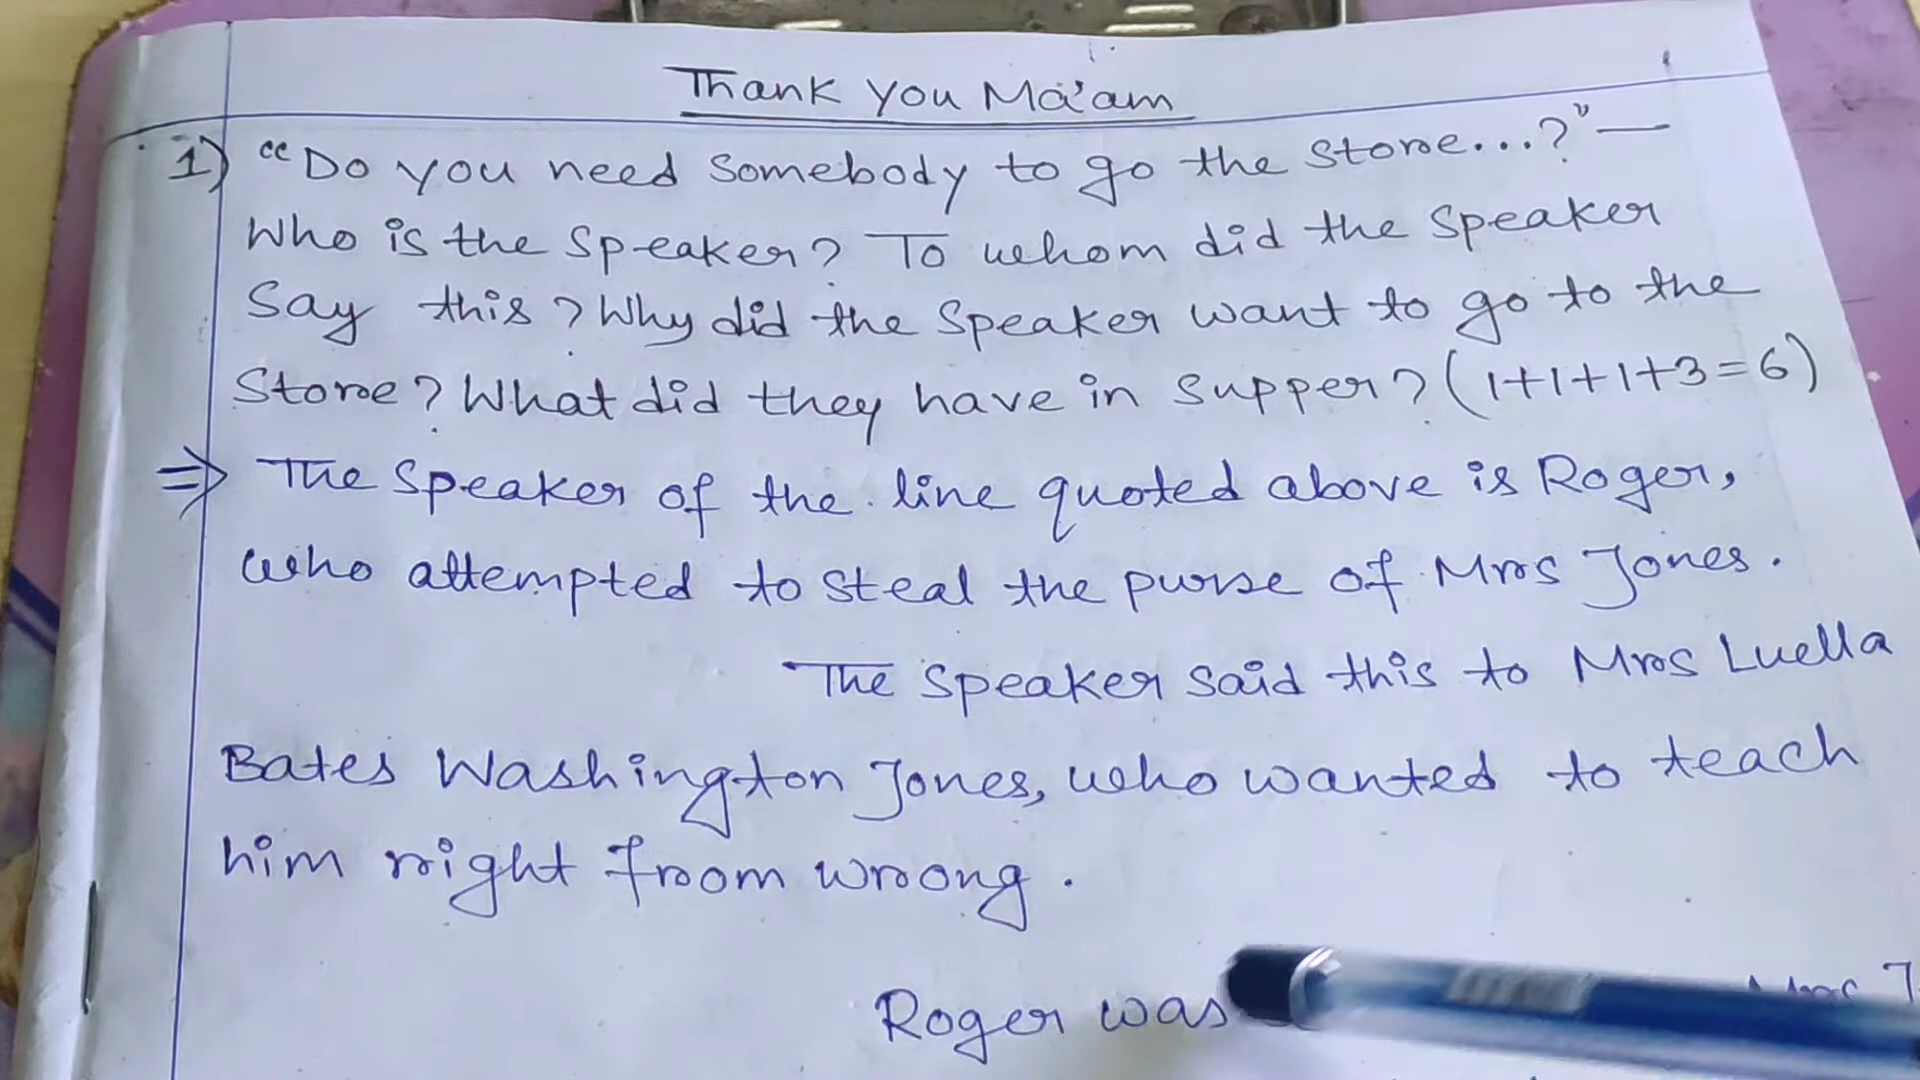 Thank you Ma'am
1) "Do you need somebody to go the store...?" —
Who is the speaker? To whom did the speaker
say this? Why did the speaker want to go to the
store? What did they have in supper? (1+1+1+3=6)
⇒ The speaker of the line quoted above is Roger,
who attempted to steal the purse of Mrs Jones.
The speaker said this to Mrs Luella
Bates Washington Jones, who wanted to teach
him right from wrong.
Roger was